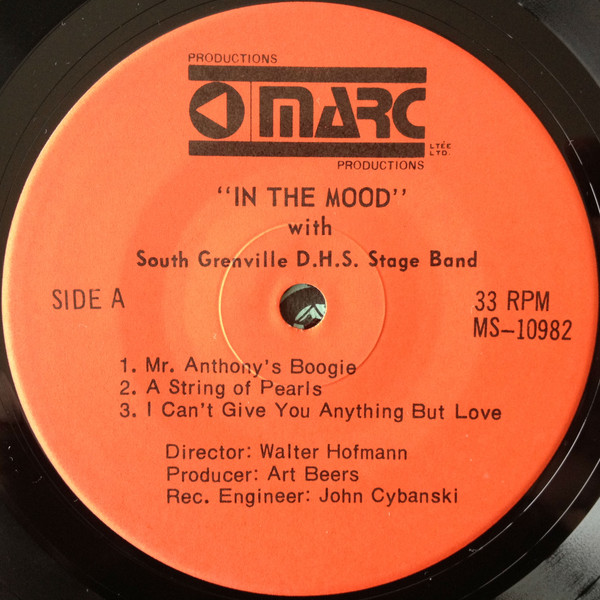 PRODUCTIONS
MARC
LTÉE
LTD.
PRODUCTIONS
"IN THE MOOD"
with
South Grenville D.H.S. Stage Band
SIDE A
33 RPM
MS-10982
1. Mr. Anthony's Boogie
2. A String of Pearls
3. I Can't Give You Anything But Love
Director: Walter Hofmann
Producer: Art Beers
Rec. Engineer: John Cybanski